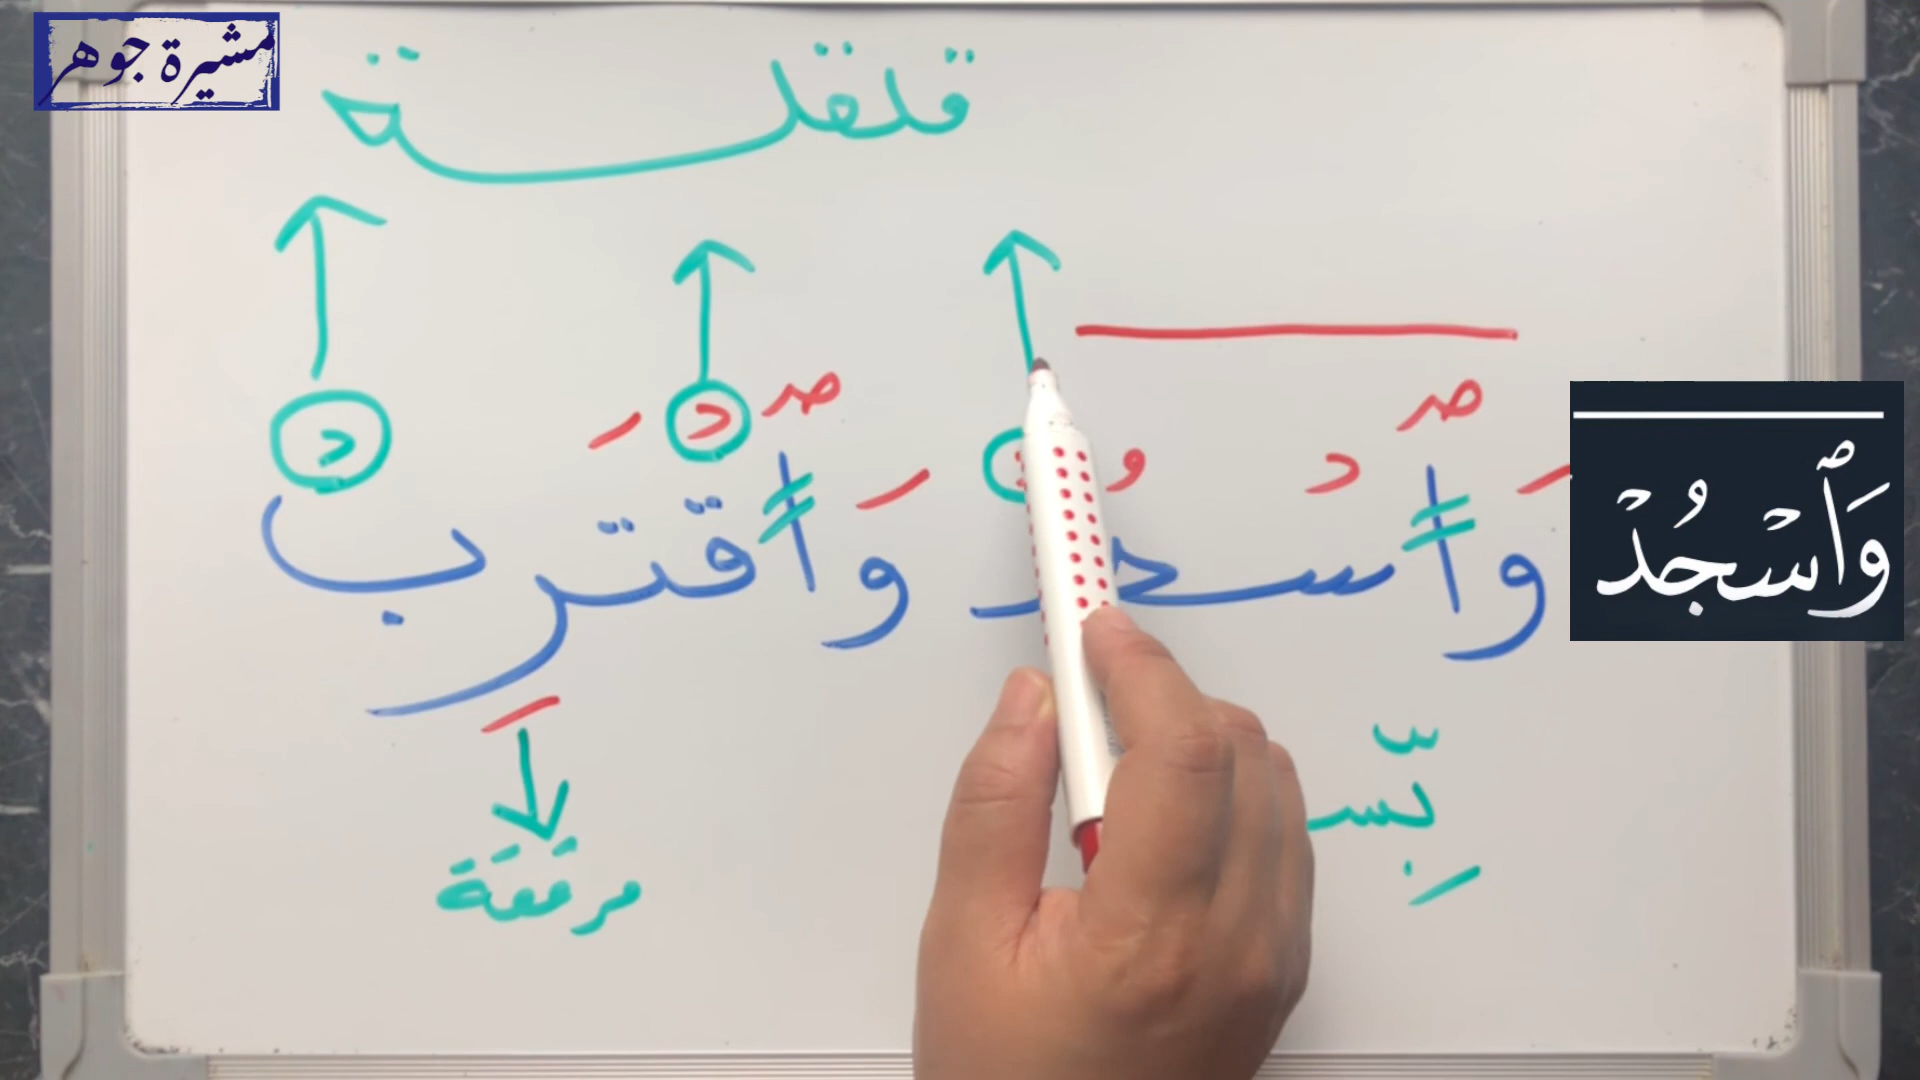 مشيرة جوهر
قلقلة
وَٱسْجُدْ وَٱقْتَرِب
وَٱسْجُدْ
مرققة